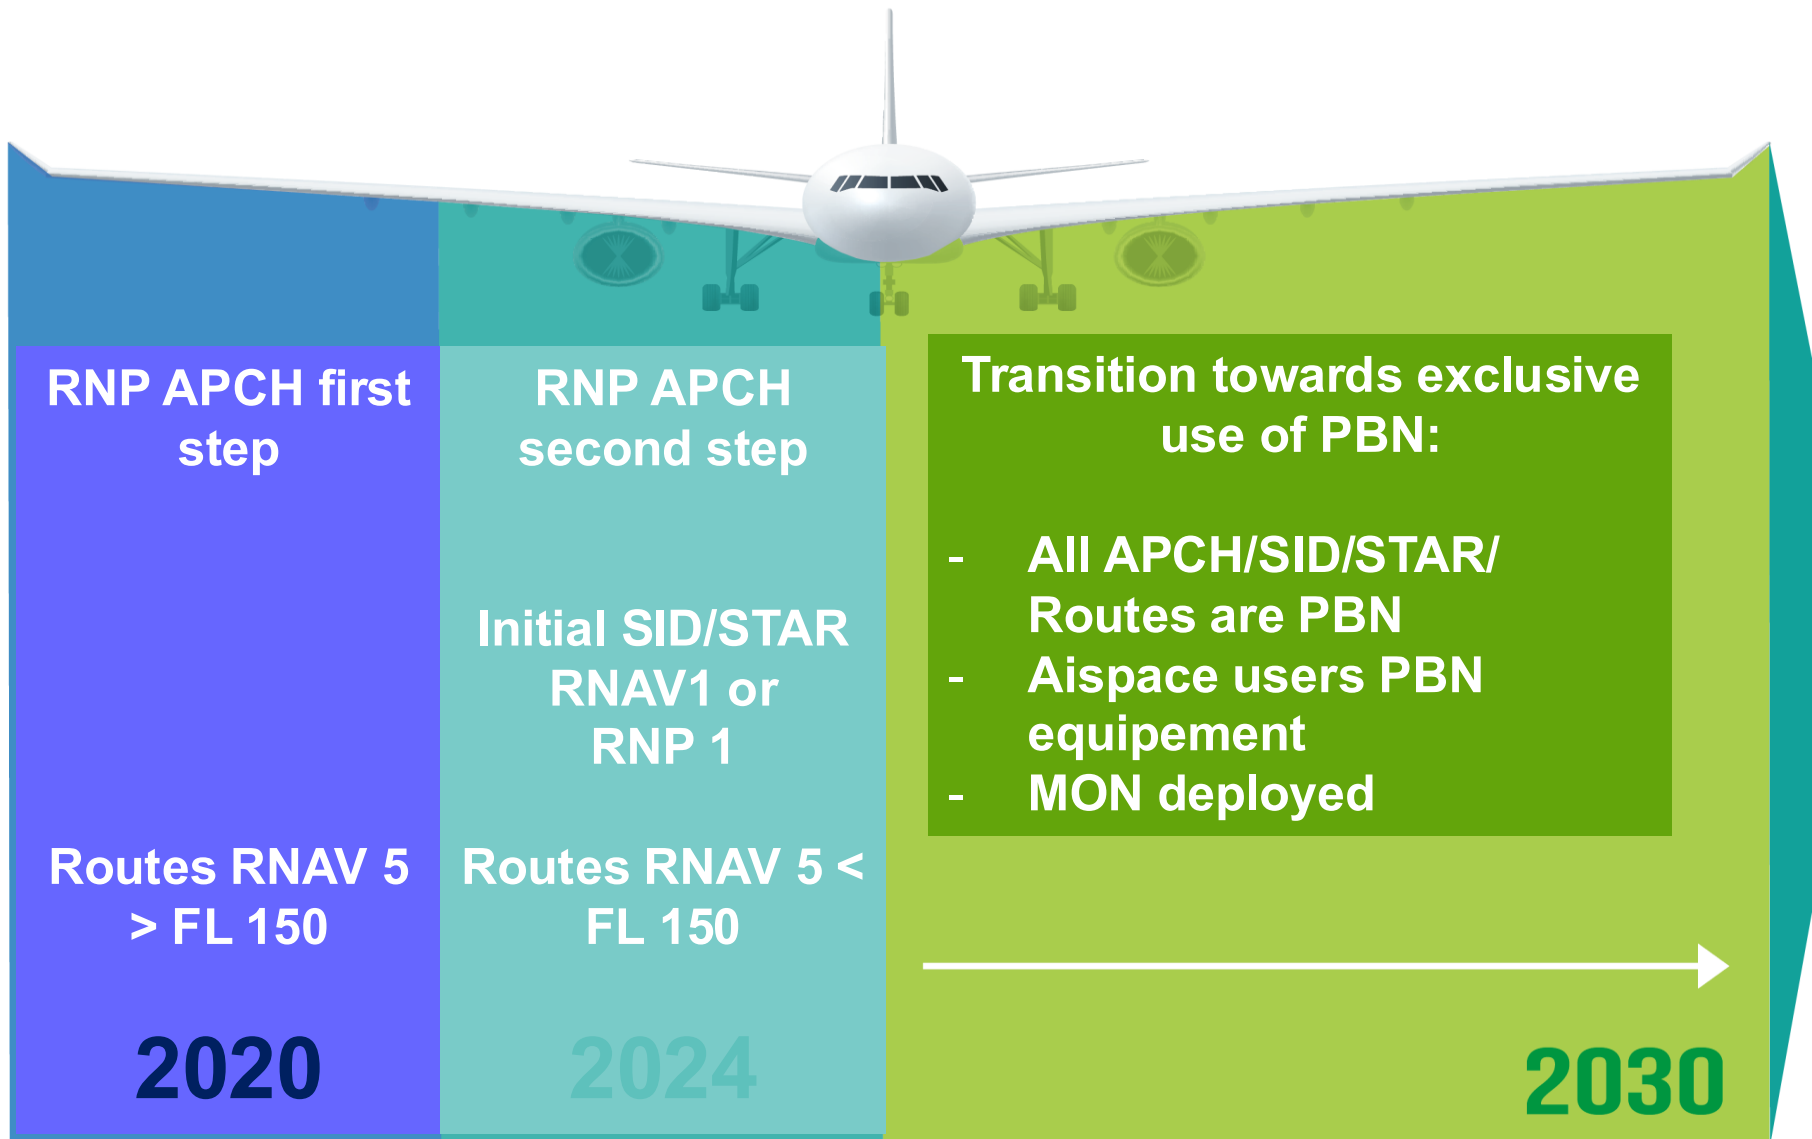 RNP APCH first
step
Routes RNAV 5
> FL 150
2020
RNP APCH
second step
Initial SID/STAR
RNAV1 or
RNP 1
Routes RNAV 5 <
FL 150
2024
Transition towards exclusive
use of PBN:
- All APCH/SID/STAR/
Routes are PBN
- Aispace users PBN
equipement
- MON deployed
2030